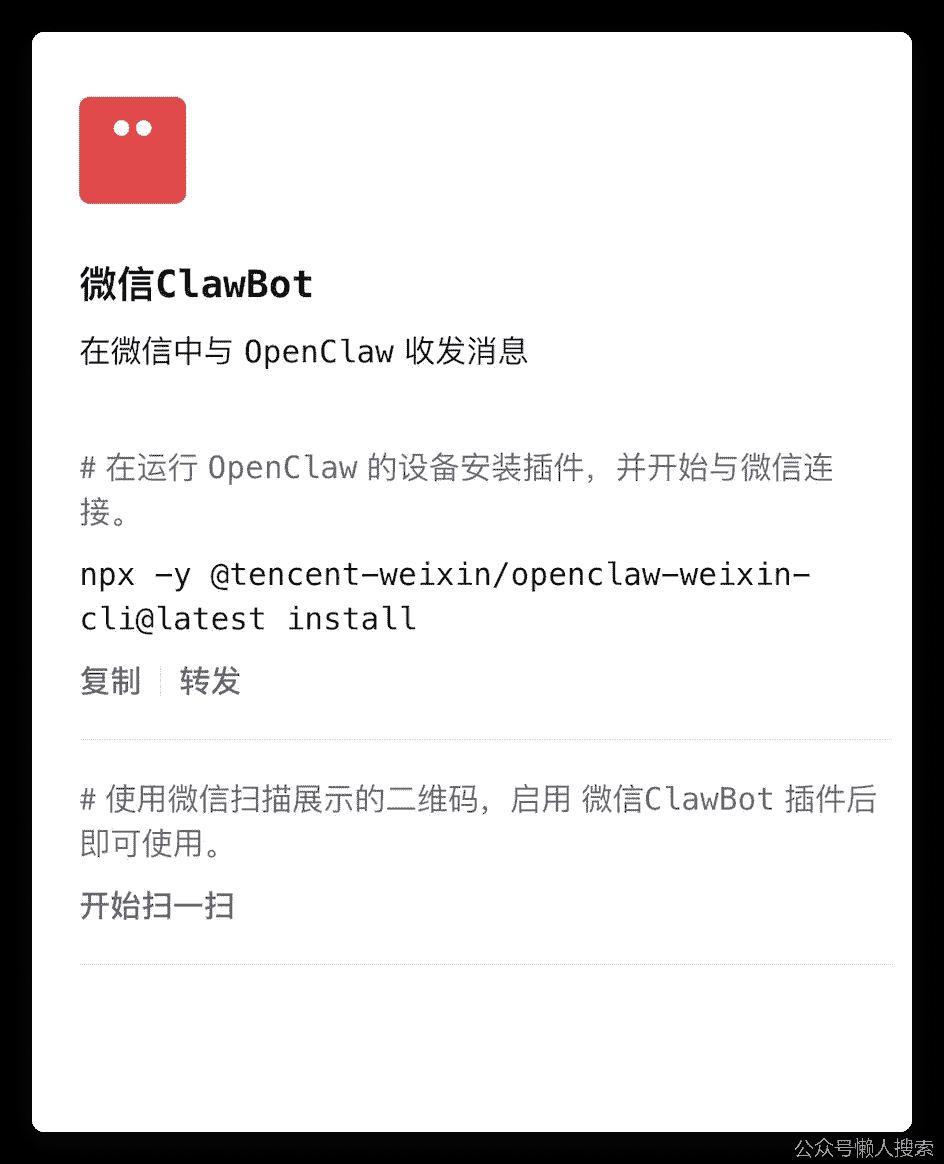 微信ClawBot
在微信中与 OpenClaw 收发消息
# 在运行 OpenClaw 的设备安装插件，并开始与微信连
接。
npx -y @tencent-weixin/openclaw-weixin-
cli@latest install
复制 转发
# 使用微信扫描展示的二维码，启用 微信ClawBot 插件后
即可使用。
开始扫一扫
公众号懒人搜索